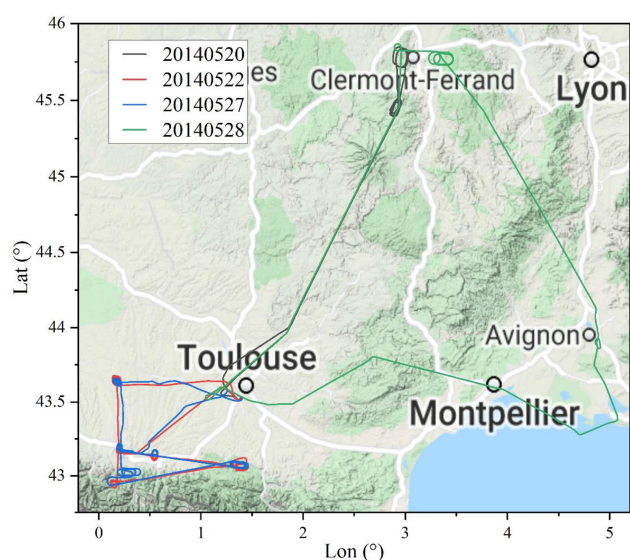 46
45.5
45
44.5
44
43.5
43
Lat (°)
20140520
20140522
20140527
20140528
es
Clermont-Ferrand
Lyon
Avignon
Toulouse
Montpellier
0
1
2
3
4
5
Lon (°)